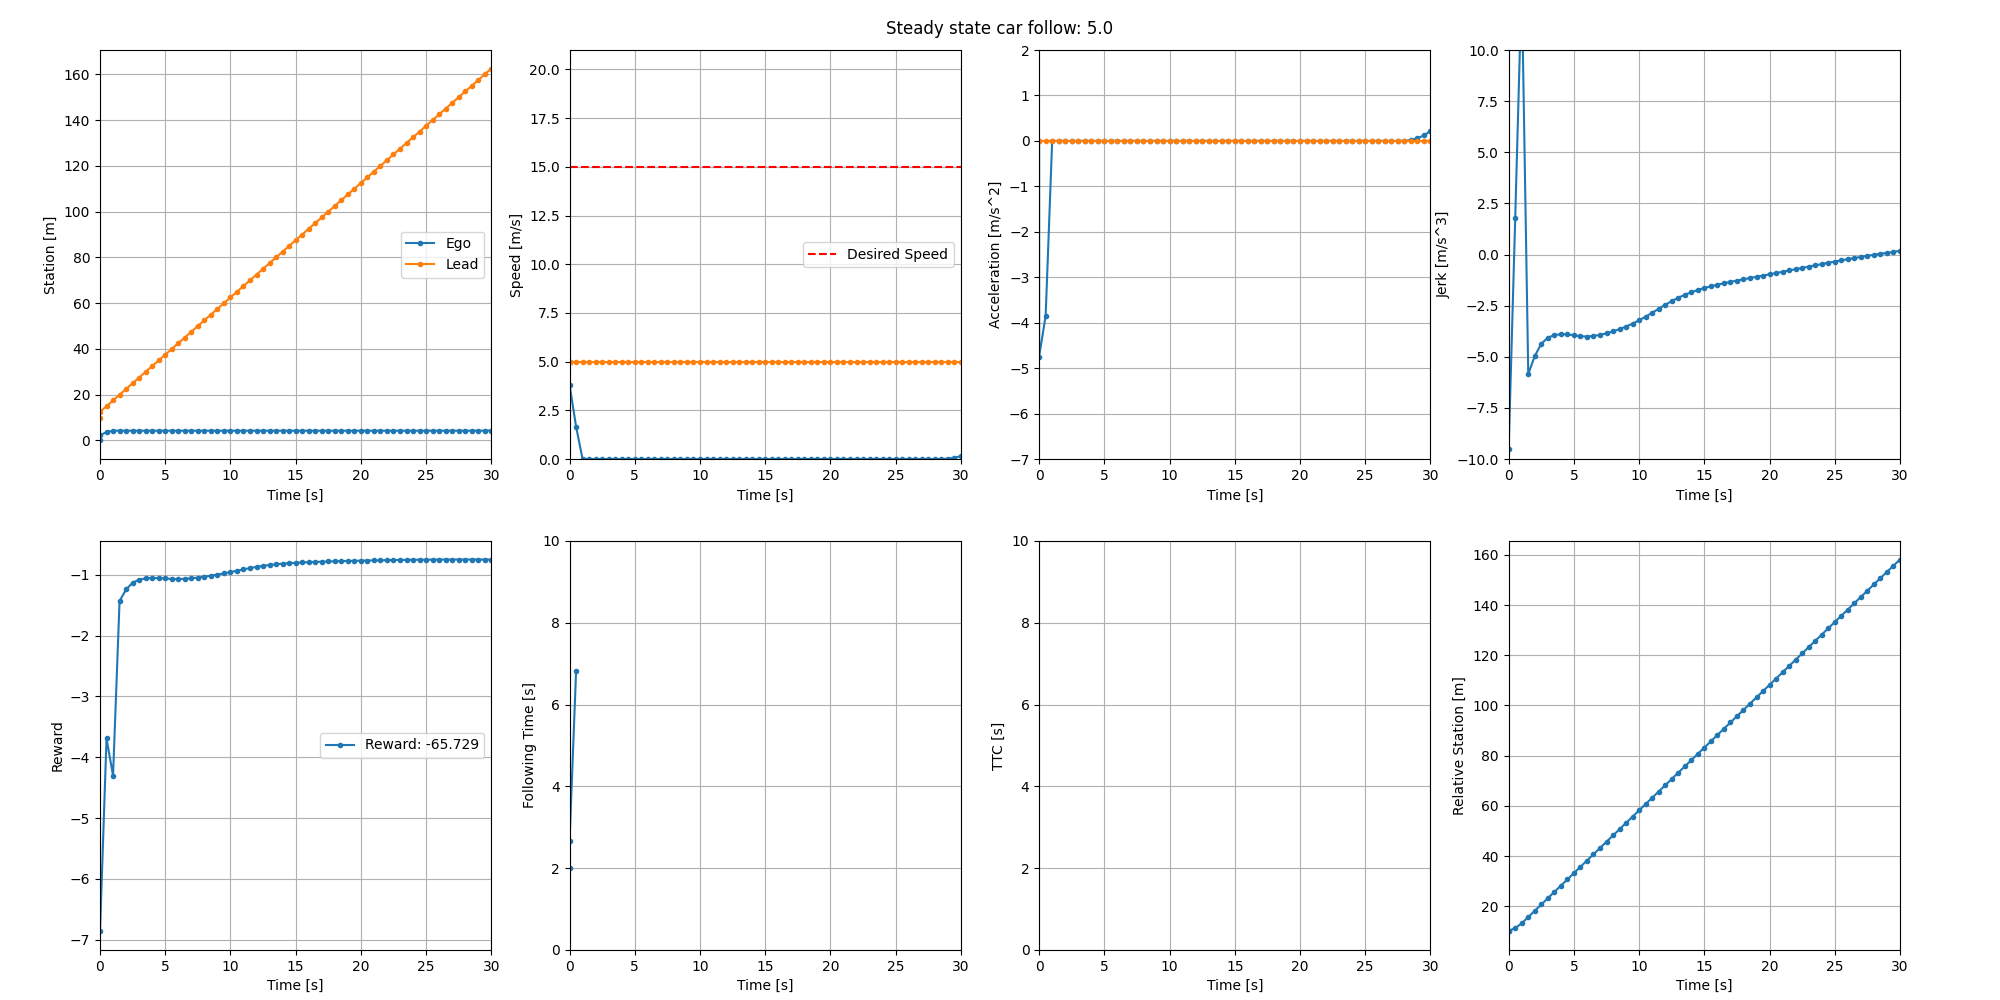 Steady state car follow: 5.0
160
140
120
100
80
60
40
20
0
Station [m]
Ego
Lead
0 5 10 15 20 25 30
Time [s]
20.0
17.5
15.0
12.5
10.0
7.5
5.0
2.5
0.0
Speed [m/s]
Desired Speed
0 5 10 15 20 25 30
Time [s]
2
1
0
−1
−2
−3
−4
−5
−6
−7
Acceleration [m/s^2]
0 5 10 15 20 25 30
Time [s]
10.0
7.5
5.0
2.5
0.0
−2.5
−5.0
−7.5
−10.0
Jerk [m/s^3]
0 5 10 15 20 25 30
Time [s]
−1
−2
−3
−4
−5
−6
−7
Reward
Reward: -65.729
0 5 10 15 20 25 30
Time [s]
10
8
6
4
2
0
Following Time [s]
0 5 10 15 20 25 30
Time [s]
10
8
6
4
2
0
TTC [s]
0 5 10 15 20 25 30
Time [s]
160
140
120
100
80
60
40
20
Relative Station [m]
0 5 10 15 20 25 30
Time [s]